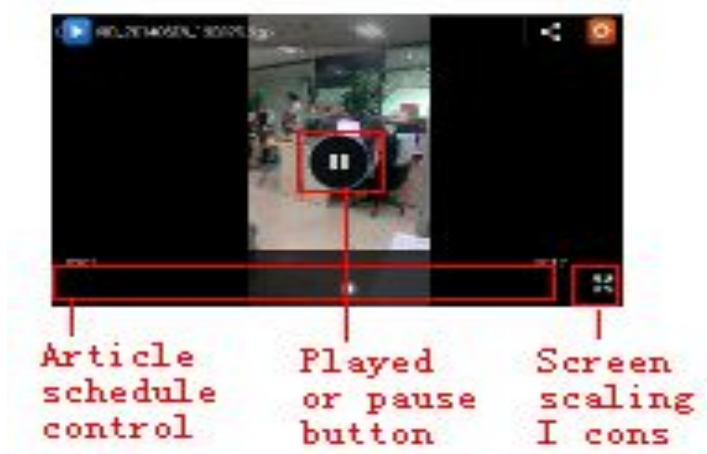 Article
schedule
control
Played
or pause
button
Screen
scaling
I cons